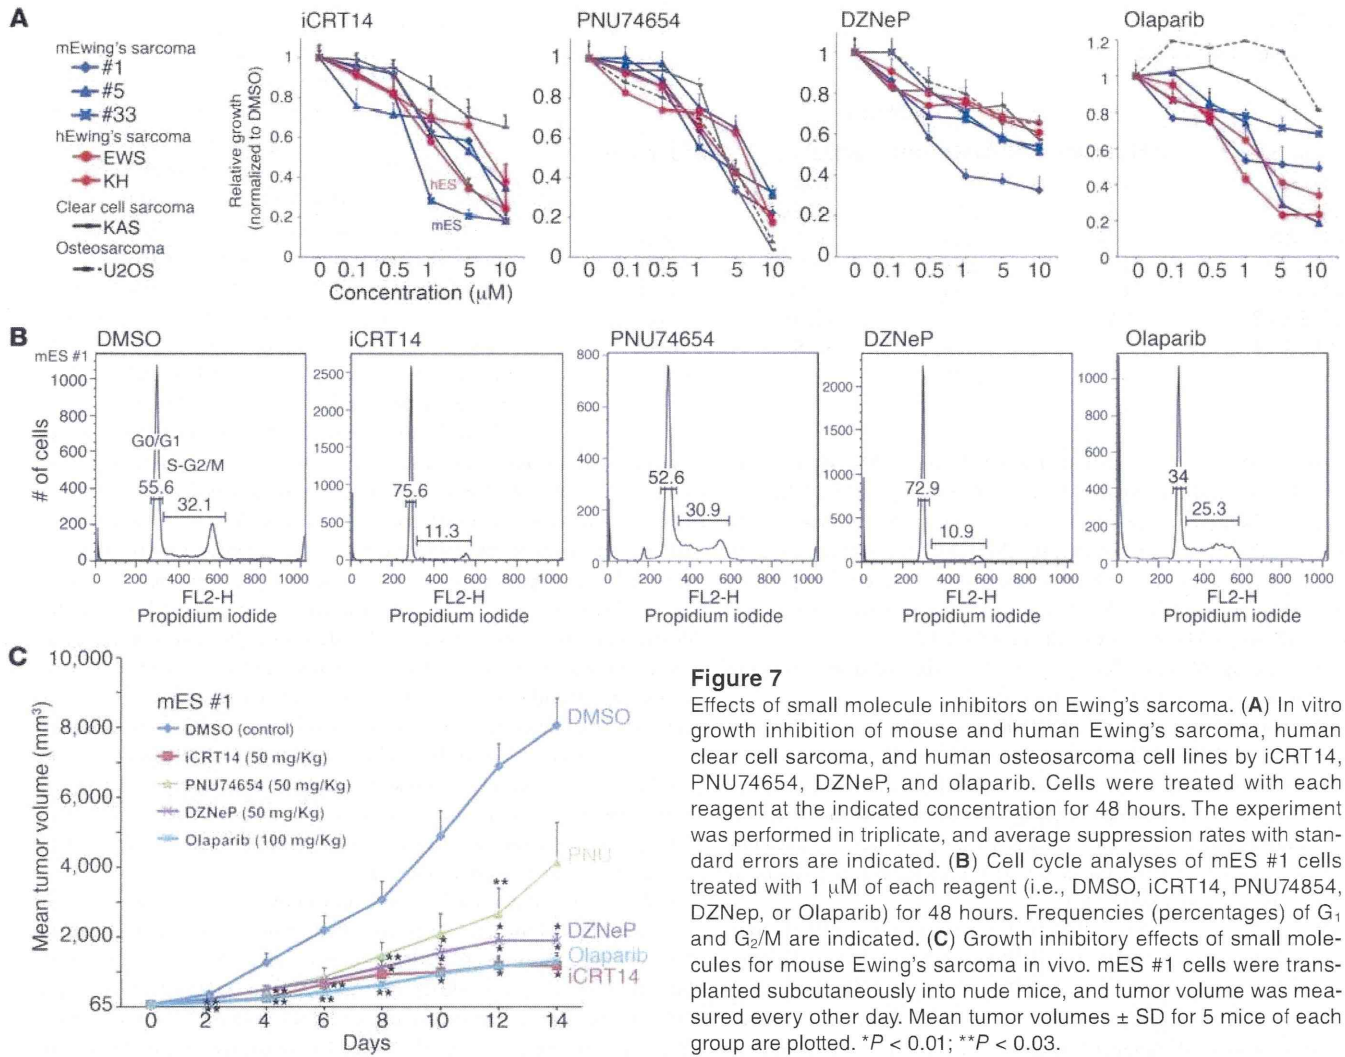 A
iCRT14
PNU74654
DZNeP
Olaparib
mEwing's sarcoma
#1
#5
#33
hEwing's sarcoma
EWS
KH
Clear cell sarcoma
KAS
Osteosarcoma
U2OS
Relative growth
(normalized to DMSO)
1
0.8
0.6
0.4
0.2
0
hES
mES
0 0.1 0.5 1 5 10
Concentration (μM)
1
0.8
0.6
0.4
0.2
0
0 0.1 0.5 1 5 10
1
0.8
0.6
0.4
0.2
0
0 0.1 0.5 1 5 10
1.2
1
0.8
0.6
0.4
0.2
0
0 0.1 0.5 1 5 10
B
DMSO
iCRT14
PNU74654
DZNeP
Olaparib
mES #1
# of cells
1000
800
600
400
200
0
G0/G1
S-G2/M
55.6
32.1
0 200 400 600 800 1000
FL2-H
Propidium iodide
2500
2000
1500
1000
500
0
75.6
11.3
0 200 400 600 800 1000
FL2-H
Propidium iodide
800
600
400
200
0
52.6
30.9
0 200 400 600 800 1000
FL2-H
Propidium iodide
2000
1500
1000
500
0
72.9
10.9
0 200 400 600 800 1000
FL2-H
Propidium iodide
1000
800
600
400
200
0
34
25.3
0 200 400 600 800 1000
FL2-H
Propidium iodide
C
Mean tumor volume (mm³)
10,000
8,000
6,000
4,000
2,000
65
mES #1
DMSO (control)
iCRT14 (50 mg/Kg)
PNU74654 (50 mg/Kg)
DZNeP (50 mg/Kg)
Olaparib (100 mg/Kg)
DMSO
PNU
DZNeP
Olaparib
iCRT14
0 2 4 6 8 10 12 14
Days
Figure 7
Effects of small molecule inhibitors on Ewing's sarcoma. (A) In vitro
growth inhibition of mouse and human Ewing's sarcoma, human
clear cell sarcoma, and human osteosarcoma cell lines by iCRT14,
PNU74654, DZNeP, and olaparib. Cells were treated with each
reagent at the indicated concentration for 48 hours. The experiment
was performed in triplicate, and average suppression rates with stan-
dard errors are indicated. (B) Cell cycle analyses of mES #1 cells
treated with 1 μM of each reagent (i.e., DMSO, iCRT14, PNU74854,
DZNep, or Olaparib) for 48 hours. Frequencies (percentages) of G₁
and G₂/M are indicated. (C) Growth inhibitory effects of small mole-
cules for mouse Ewing's sarcoma in vivo. mES #1 cells were trans-
planted subcutaneously into nude mice, and tumor volume was mea-
sured every other day. Mean tumor volumes ± SD for 5 mice of each
group are plotted. *P < 0.01; **P < 0.03.